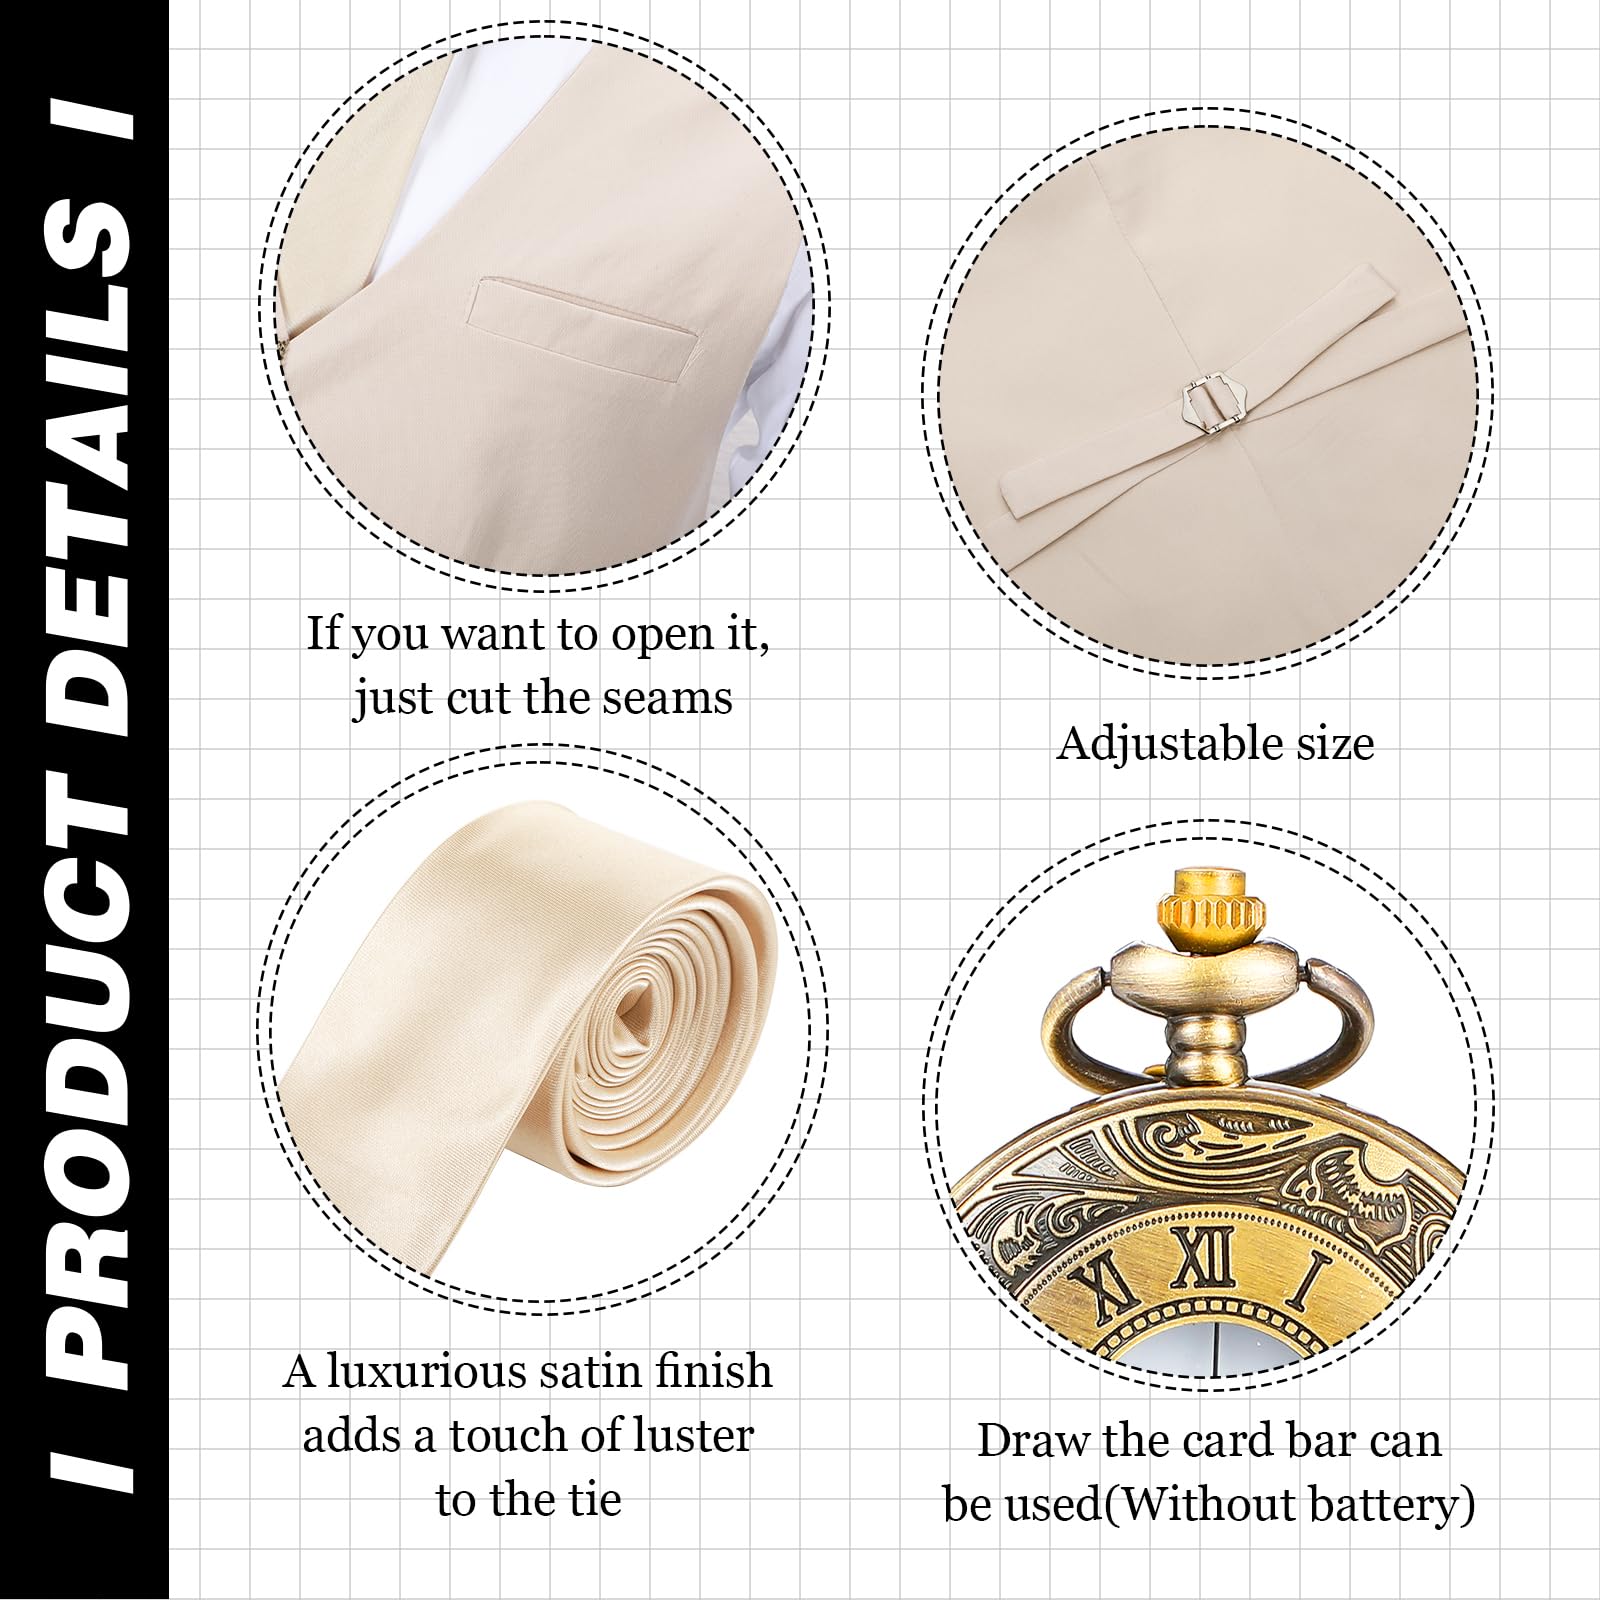 I PRODUCT DETAILS I
If you want to open it,
just cut the seams
Adjustable size
A luxurious satin finish
adds a touch of luster
to the tie
XI XII I
Draw the card bar can
be used(Without battery)